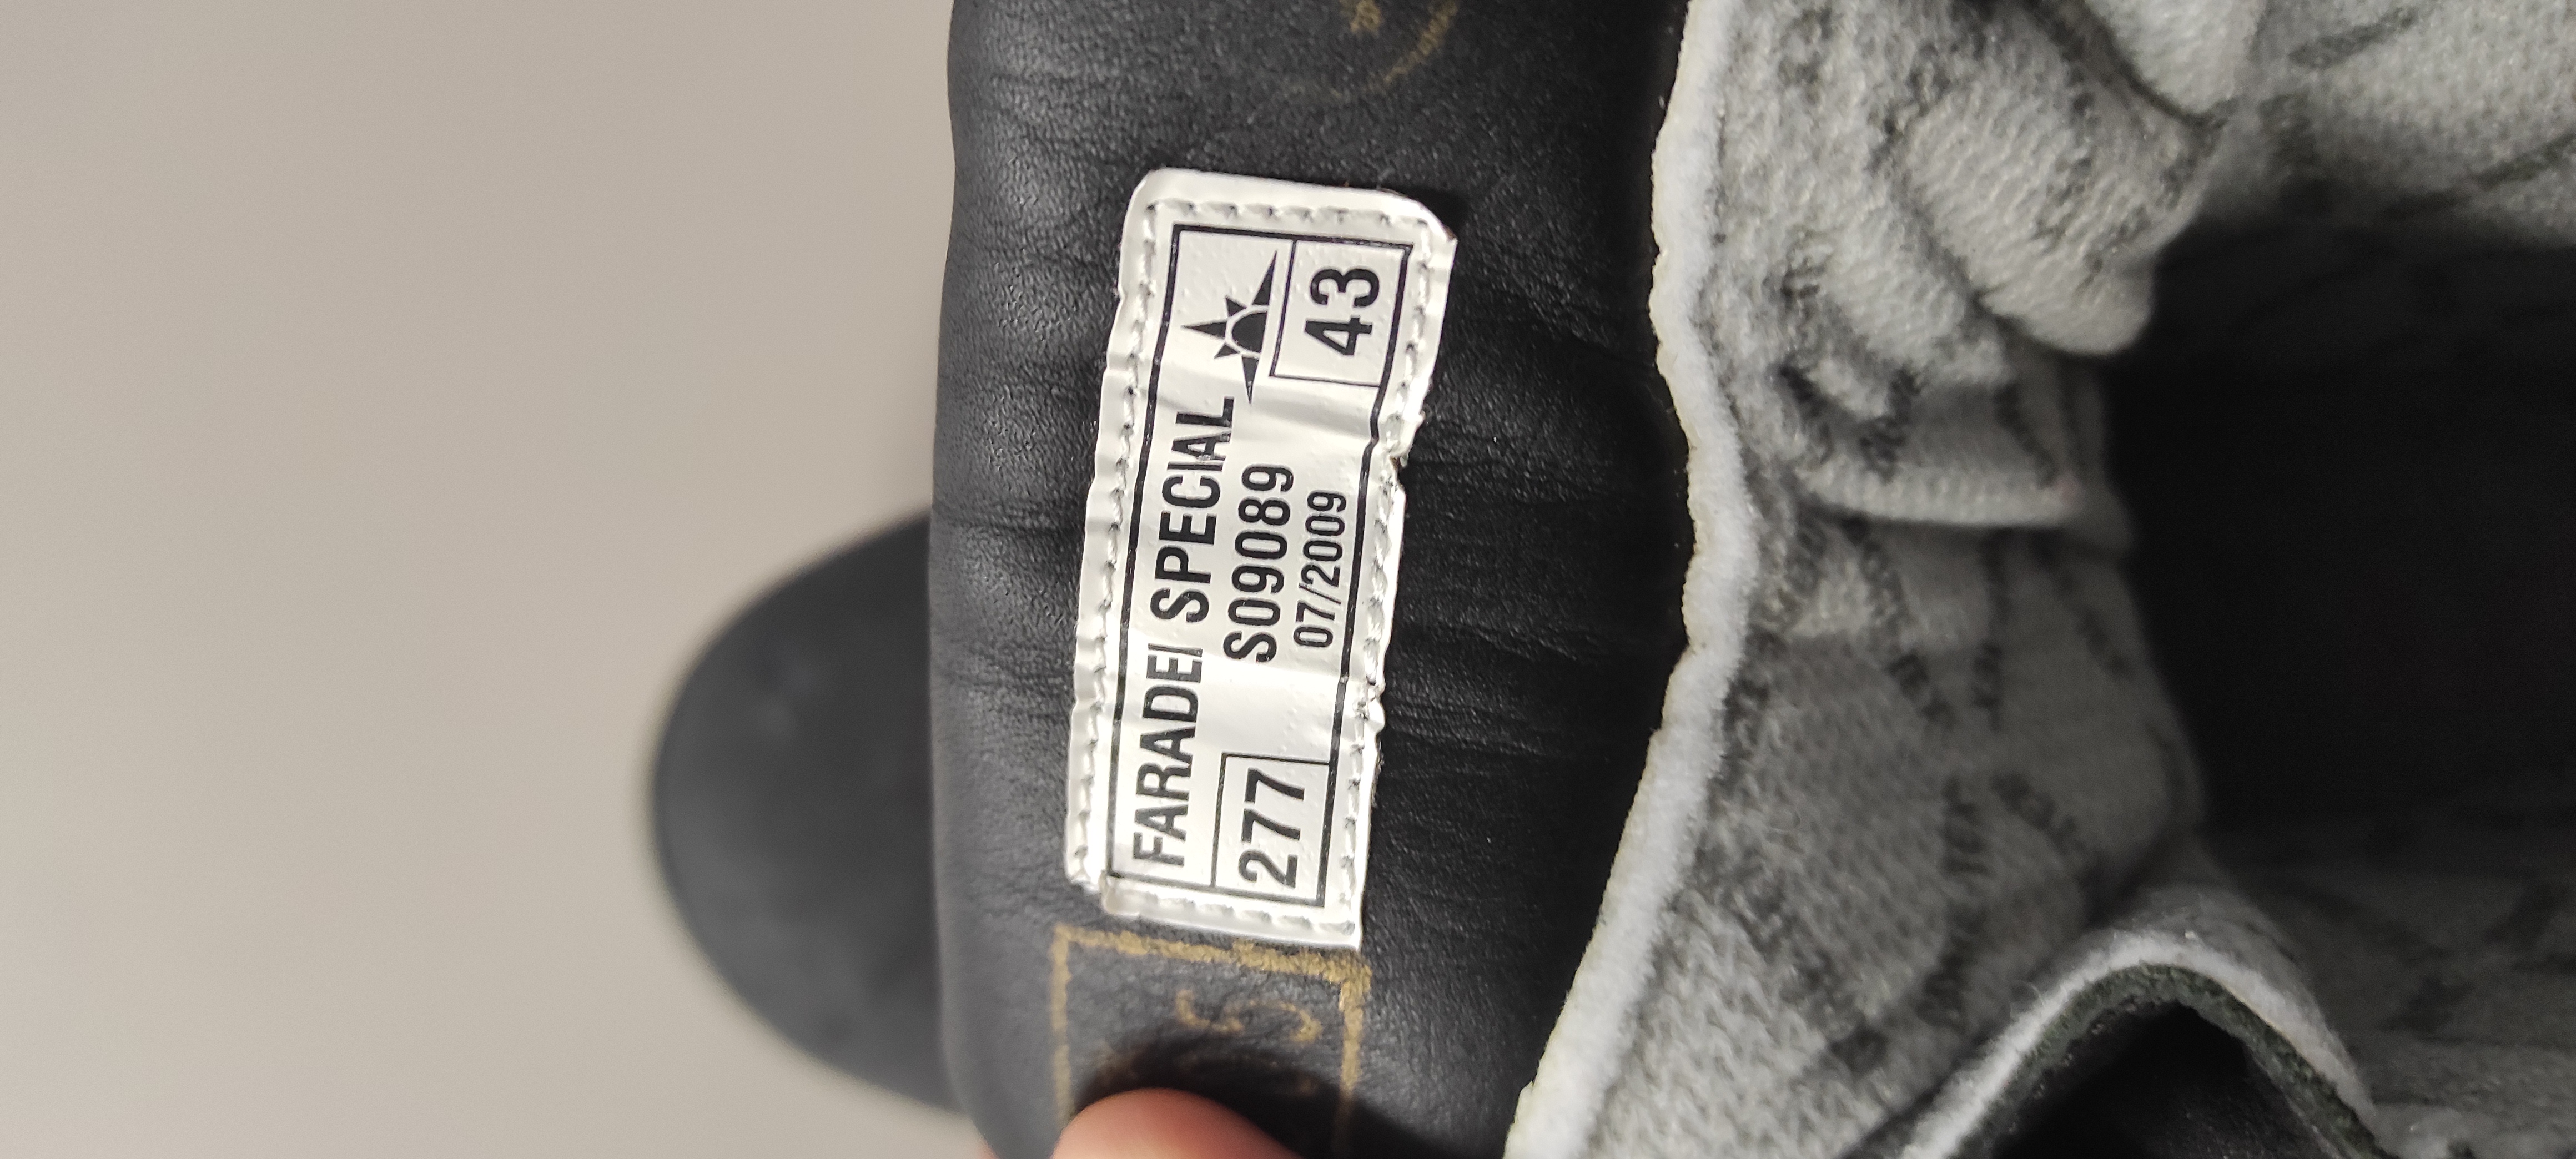 FARADEI SPECIAL
S09089
07/2009
277
43